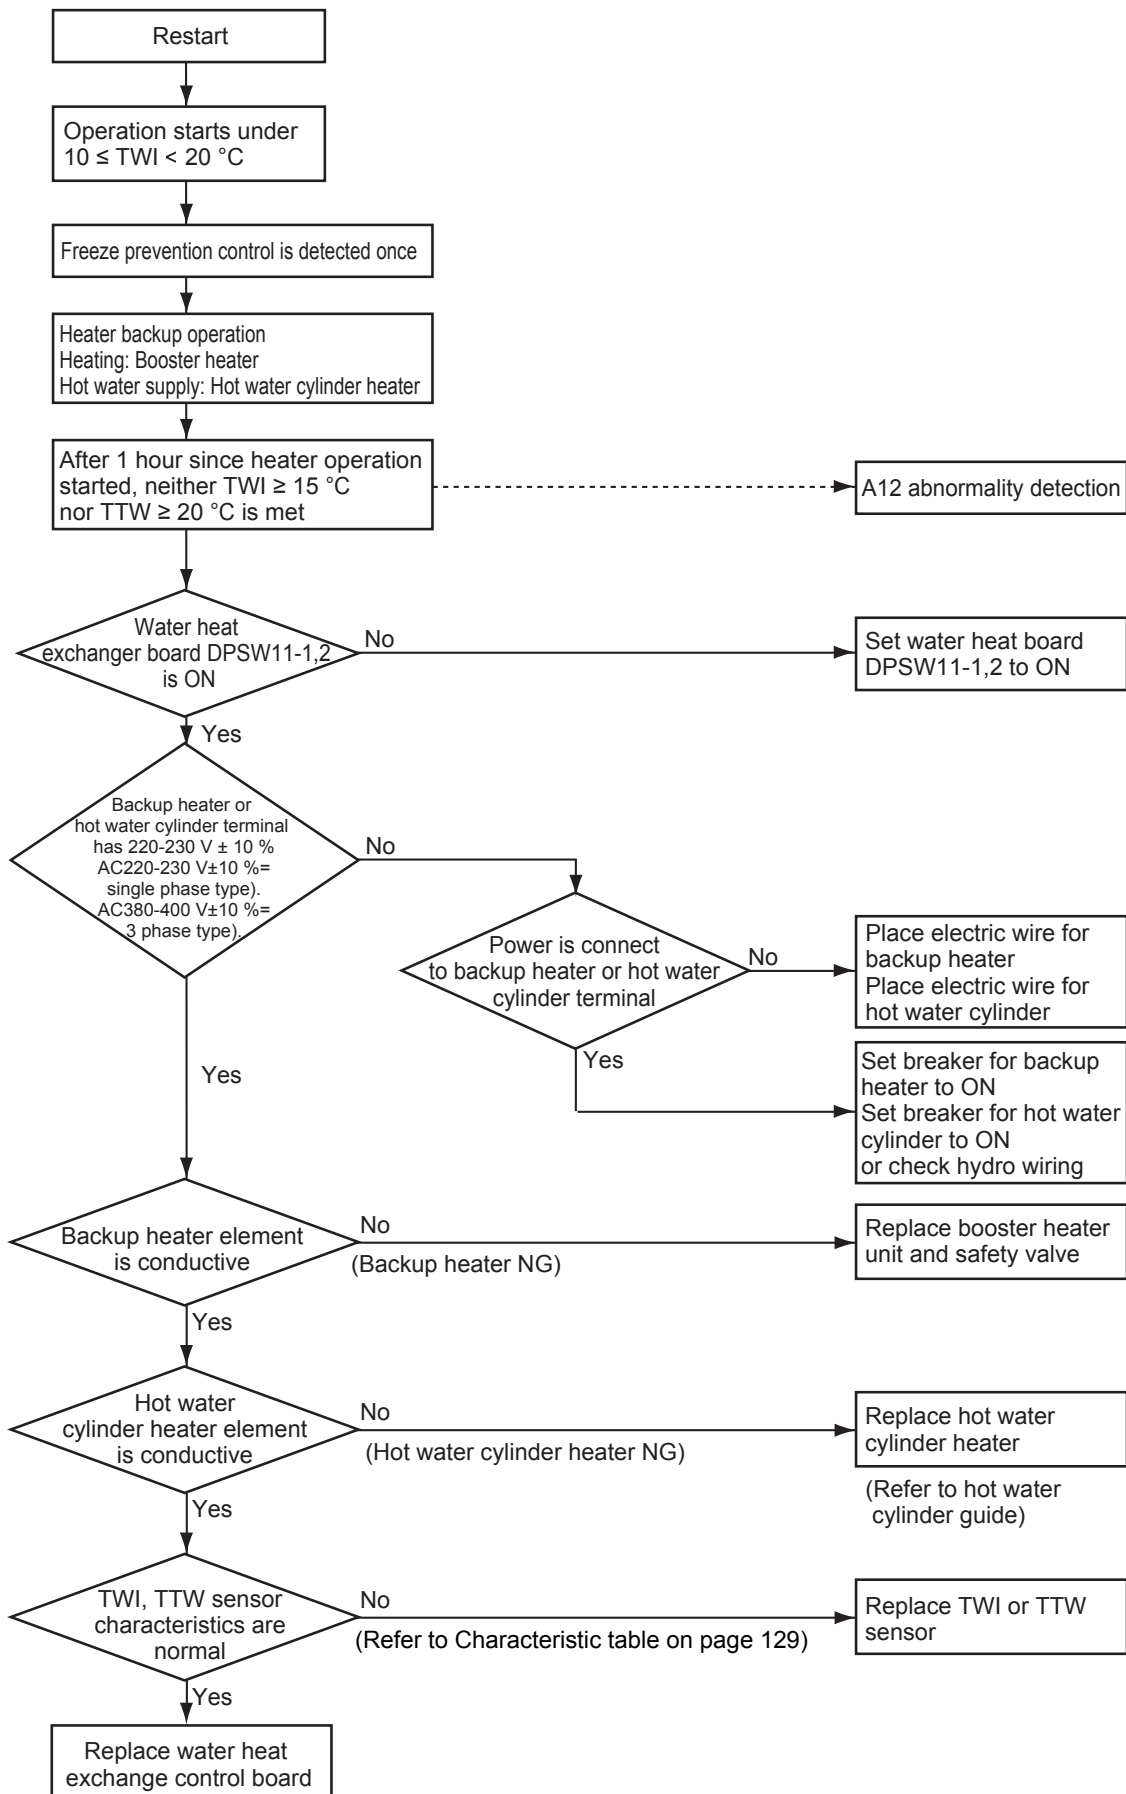 Restart
Operation starts under
10 ≤ TWI < 20 °C
Freeze prevention control is detected once
Heater backup operation
Heating: Booster heater
Hot water supply: Hot water cylinder heater
After 1 hour since heater operation
started, neither TWI ≥ 15 °C
nor TTW ≥ 20 °C is met
A12 abnormality detection
Water heat
exchanger board DPSW11-1,2
is ON
No
Set water heat board
DPSW11-1,2 to ON
Yes
Backup heater or
hot water cylinder terminal
has 220-230 V ± 10 %
AC220-230 V±10 %=
single phase type).
AC380-400 V±10 %=
3 phase type).
No
Power is connect
to backup heater or hot water
cylinder terminal
No
Place electric wire for
backup heater
Place electric wire for
hot water cylinder
Yes
Set breaker for backup
heater to ON
Set breaker for hot water
cylinder to ON
or check hydro wiring
Yes
Backup heater element
is conductive
No
(Backup heater NG)
Replace booster heater
unit and safety valve
Yes
Hot water
cylinder heater element
is conductive
No
(Hot water cylinder heater NG)
Replace hot water
cylinder heater
(Refer to hot water
cylinder guide)
Yes
TWI, TTW sensor
characteristics are
normal
No
(Refer to Characteristic table on page 129)
Replace TWI or TTW
sensor
Yes
Replace water heat
exchange control board